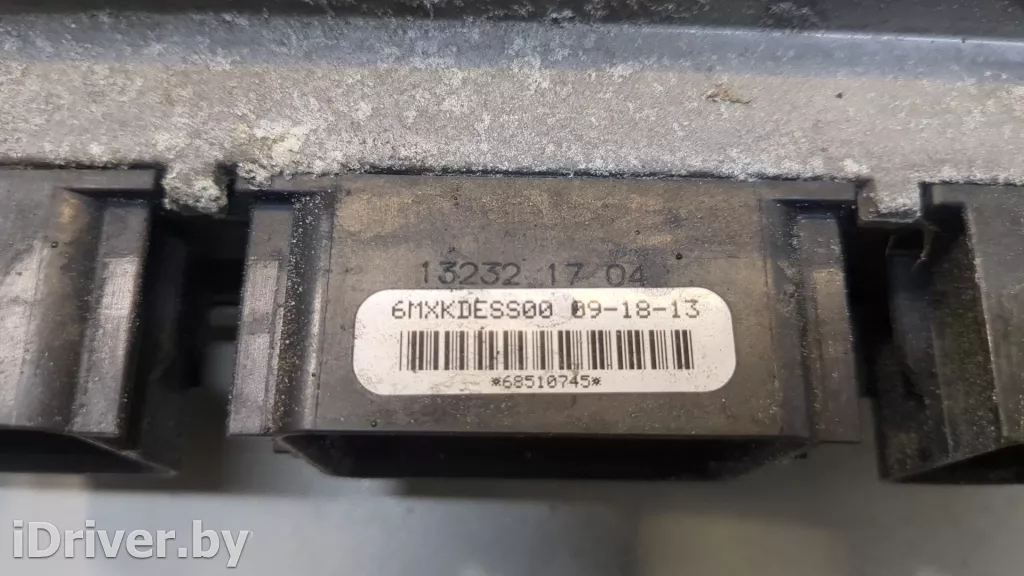 13232 17 04
6MXKDESS00 09-18-13
*68510745*
iDriver.by